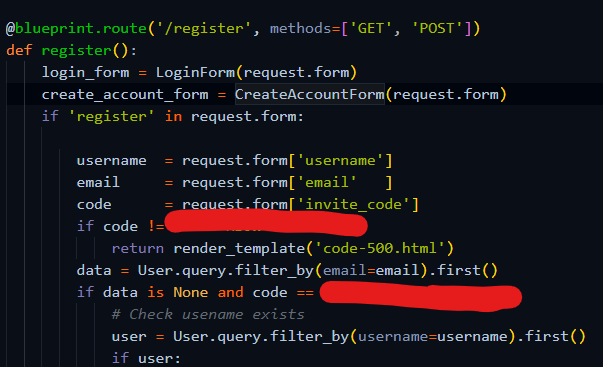 @blueprint.route('/register', methods=['GET', 'POST'])
def register():
    login_form = LoginForm(request.form)
    create_account_form = CreateAccountForm(request.form)
    if 'register' in request.form:

        username  = request.form['username']
        email     = request.form['email'   ]
        code      = request.form['invite_code']
        if code !=
            return render_template('code-500.html')
        data = User.query.filter_by(email=email).first()
        if data is None and code ==
            # Check usename exists
            user = User.query.filter_by(username=username).first()
            if user: